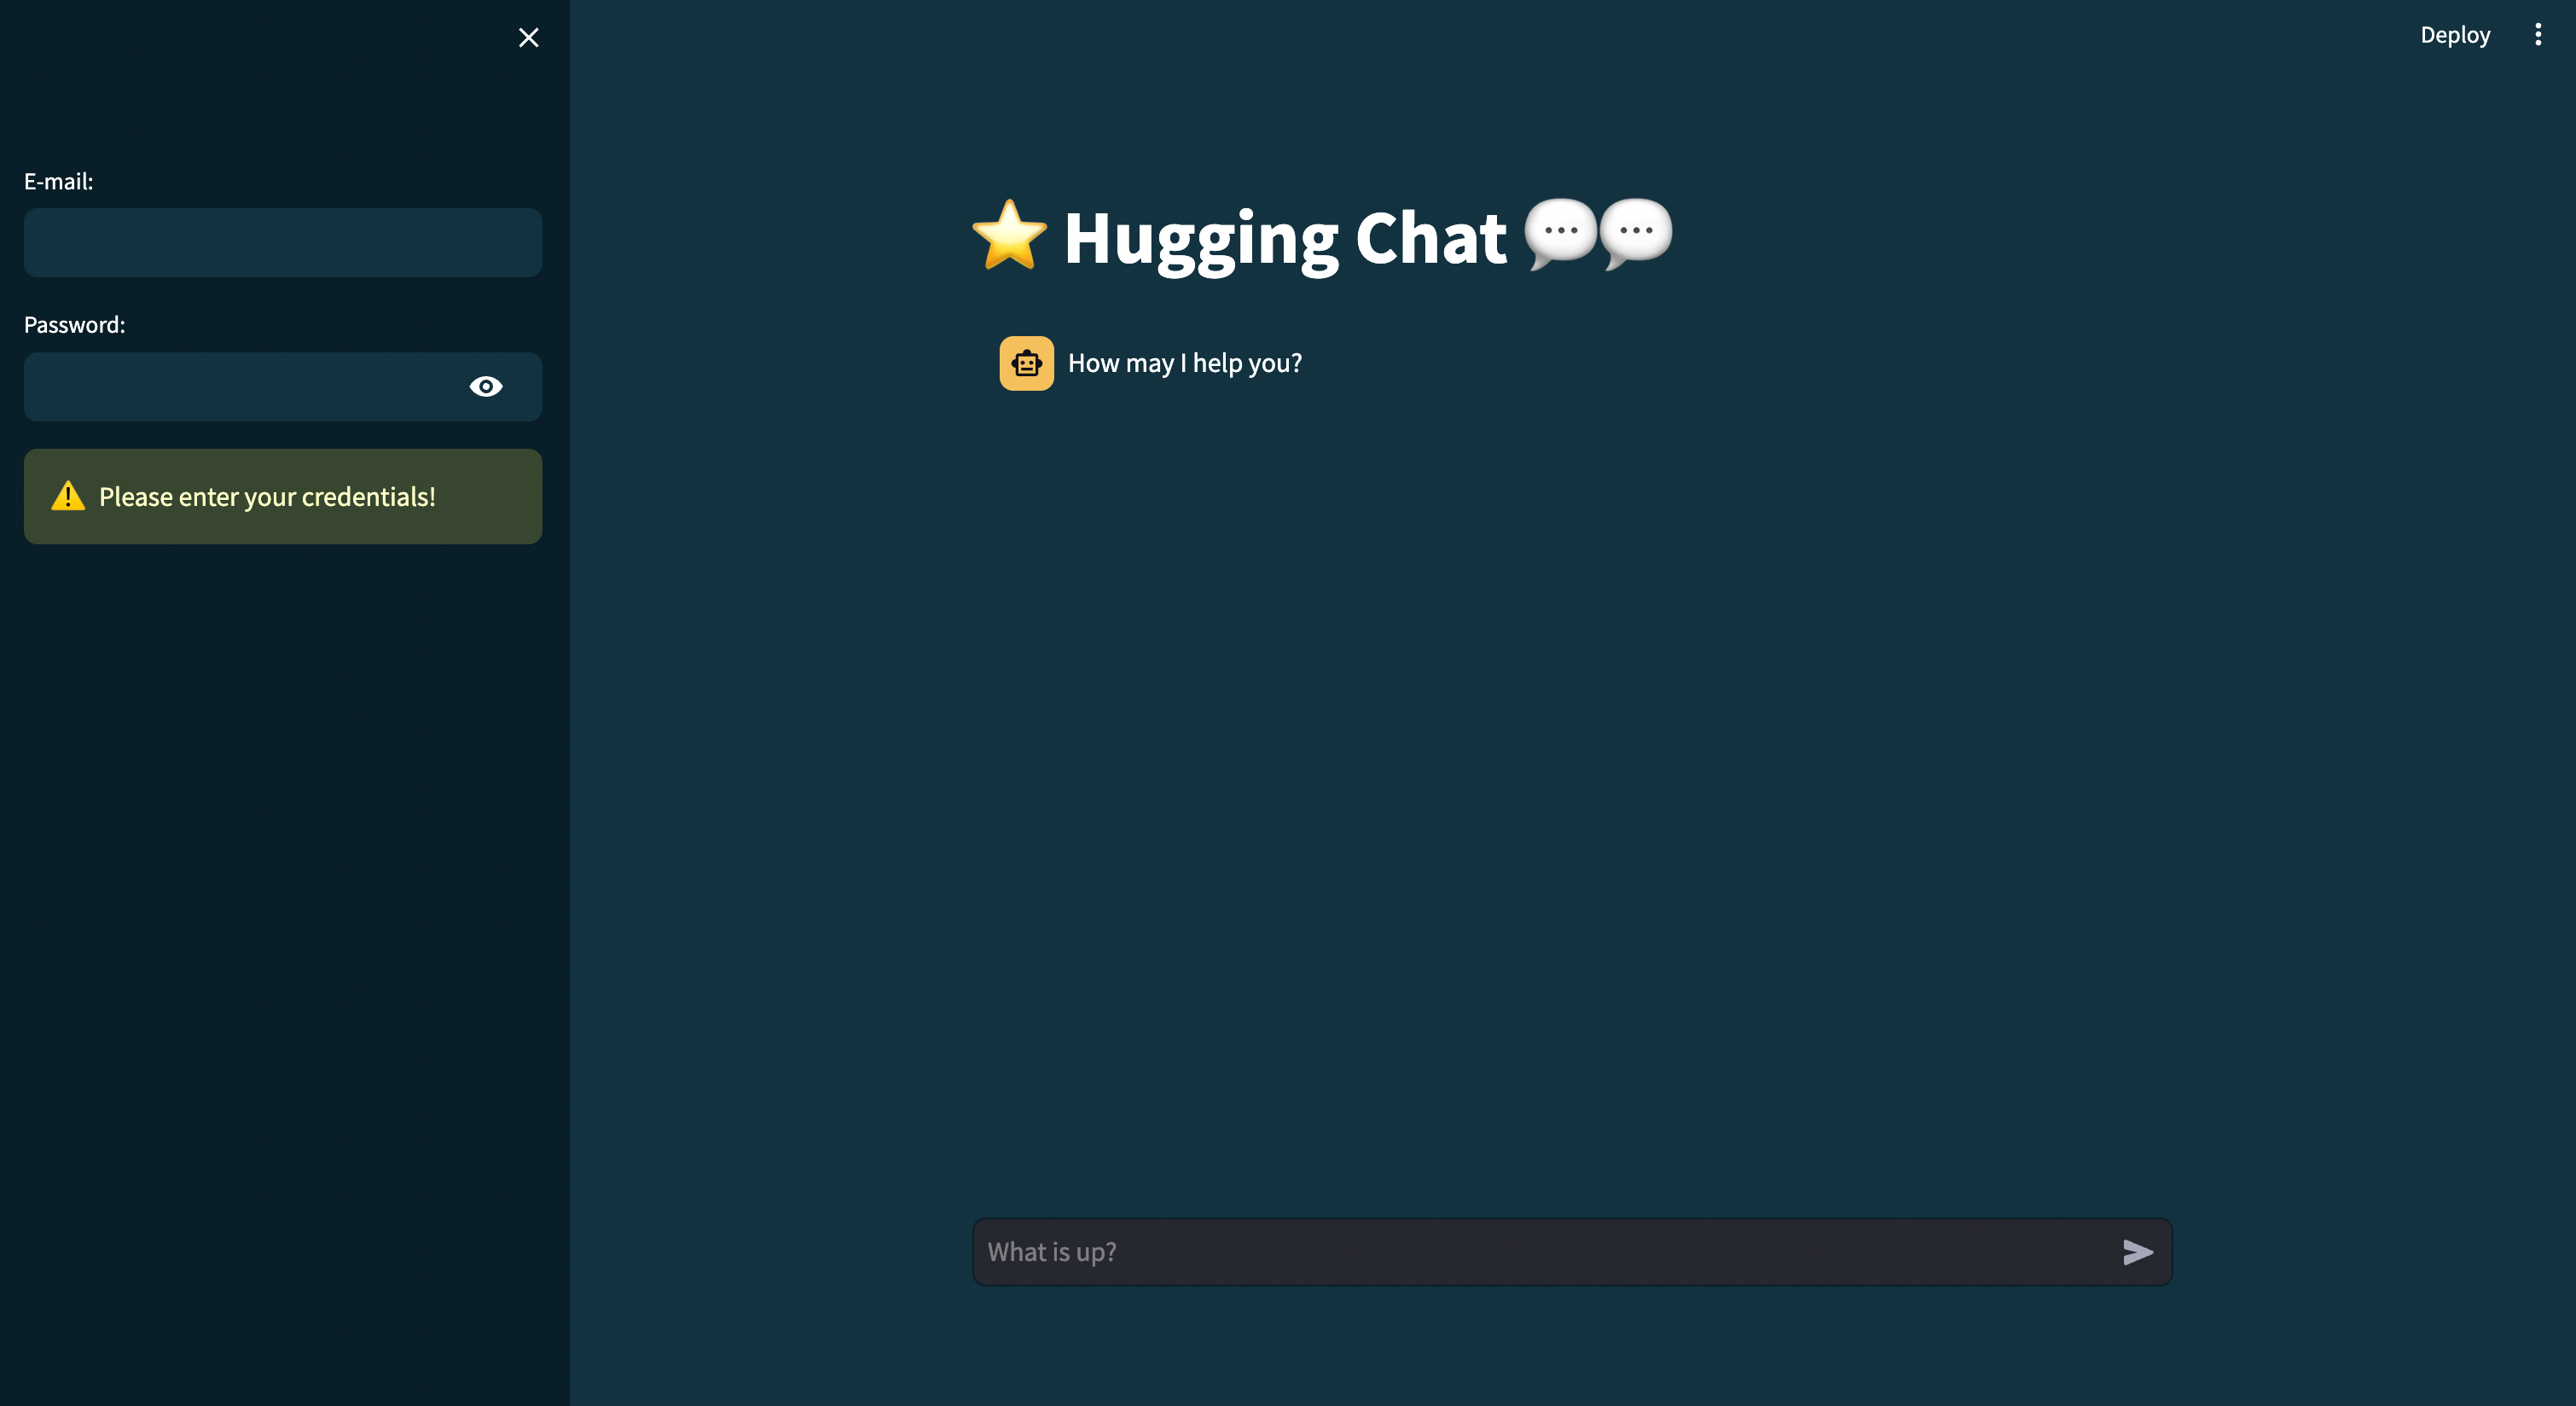 Deploy
E-mail:
Password:
Please enter your credentials!
Hugging Chat
How may I help you?
What is up?